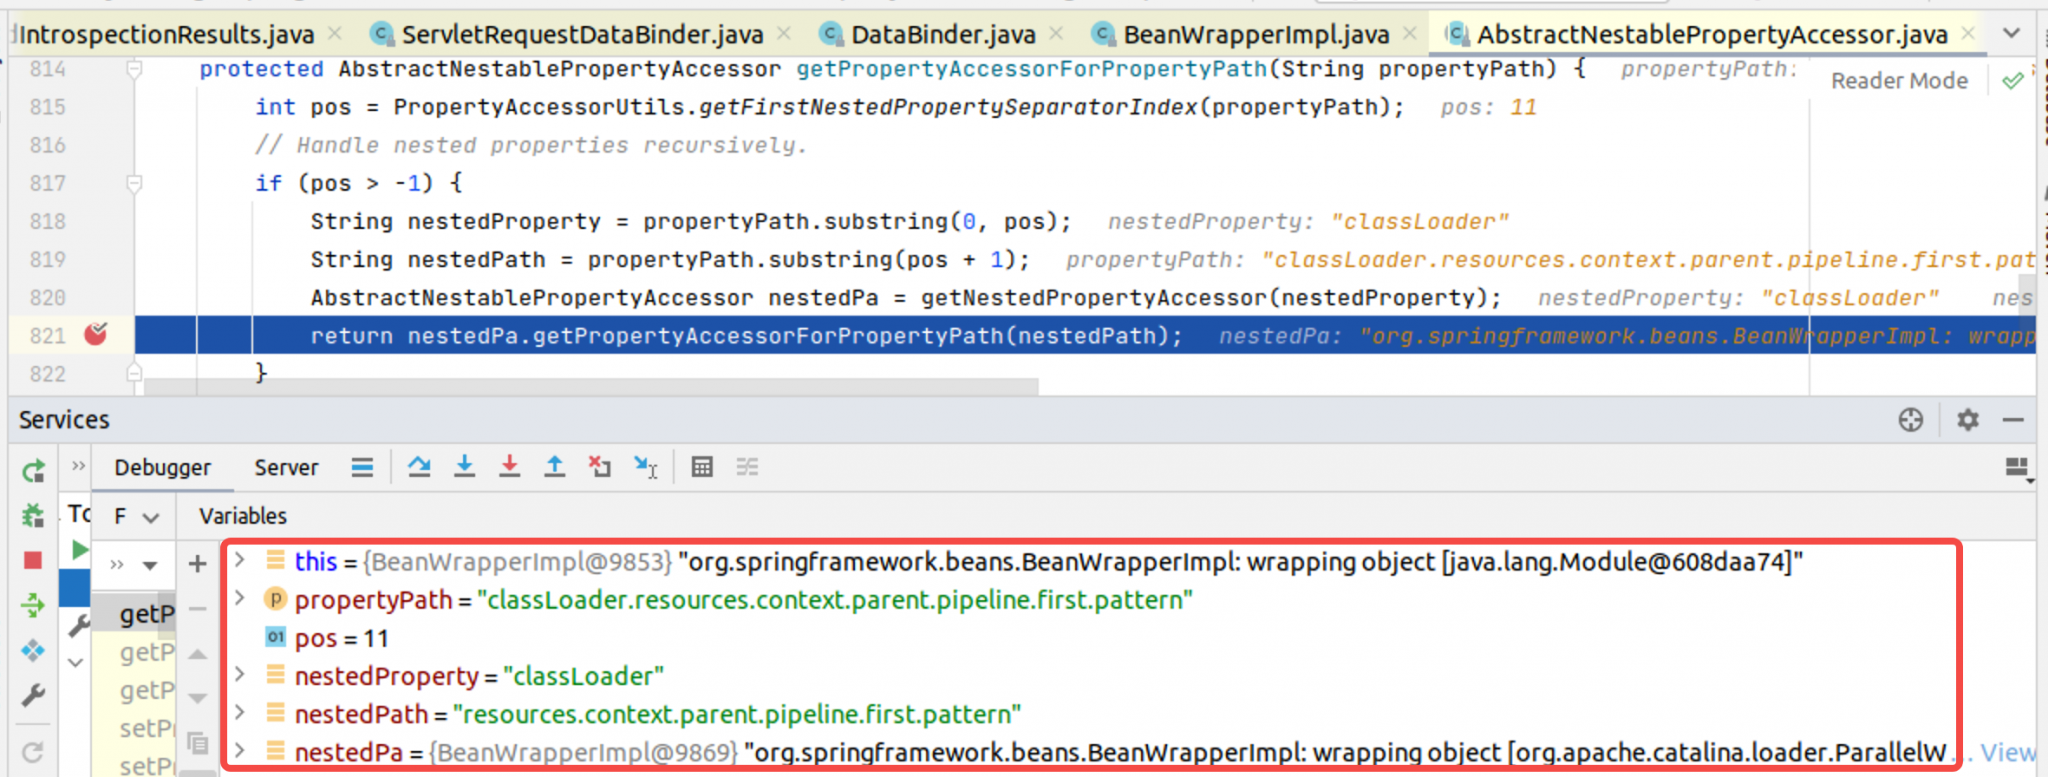 IntrospectionResults.java ServletRequestDataBinder.java DataBinder.java BeanWrapperImpl.java AbstractNestablePropertyAccessor.java
814 protected AbstractNestablePropertyAccessor getPropertyAccessorForPropertyPath(String propertyPath) { propertyPath:
Reader Mode
815 int pos = PropertyAccessorUtils.getFirstNestedPropertySeparatorIndex(propertyPath); pos: 11
816 // Handle nested properties recursively.
817 if (pos > -1) {
818 String nestedProperty = propertyPath.substring(0, pos); nestedProperty: "classLoader"
819 String nestedPath = propertyPath.substring(pos + 1); propertyPath: "classLoader.resources.context.parent.pipeline.first.pat
820 AbstractNestablePropertyAccessor nestedPa = getNestedPropertyAccessor(nestedProperty); nestedProperty: "classLoader" nes
821 return nestedPa.getPropertyAccessorForPropertyPath(nestedPath); nestedPa: "org.springframework.beans.BeanWrapperImpl: wrapp
822 }
Services
Debugger Server
To F Variables
this = {BeanWrapperImpl@9853} "org.springframework.beans.BeanWrapperImpl: wrapping object [java.lang.Module@608daa74]"
getP propertyPath = "classLoader.resources.context.parent.pipeline.first.pattern"
getP pos = 11
getP nestedProperty = "classLoader"
setPr nestedPath = "resources.context.parent.pipeline.first.pattern"
setPa nestedPa = {BeanWrapperImpl@9869} "org.springframework.beans.BeanWrapperImpl: wrapping object [org.apache.catalina.loader.ParallelW... View